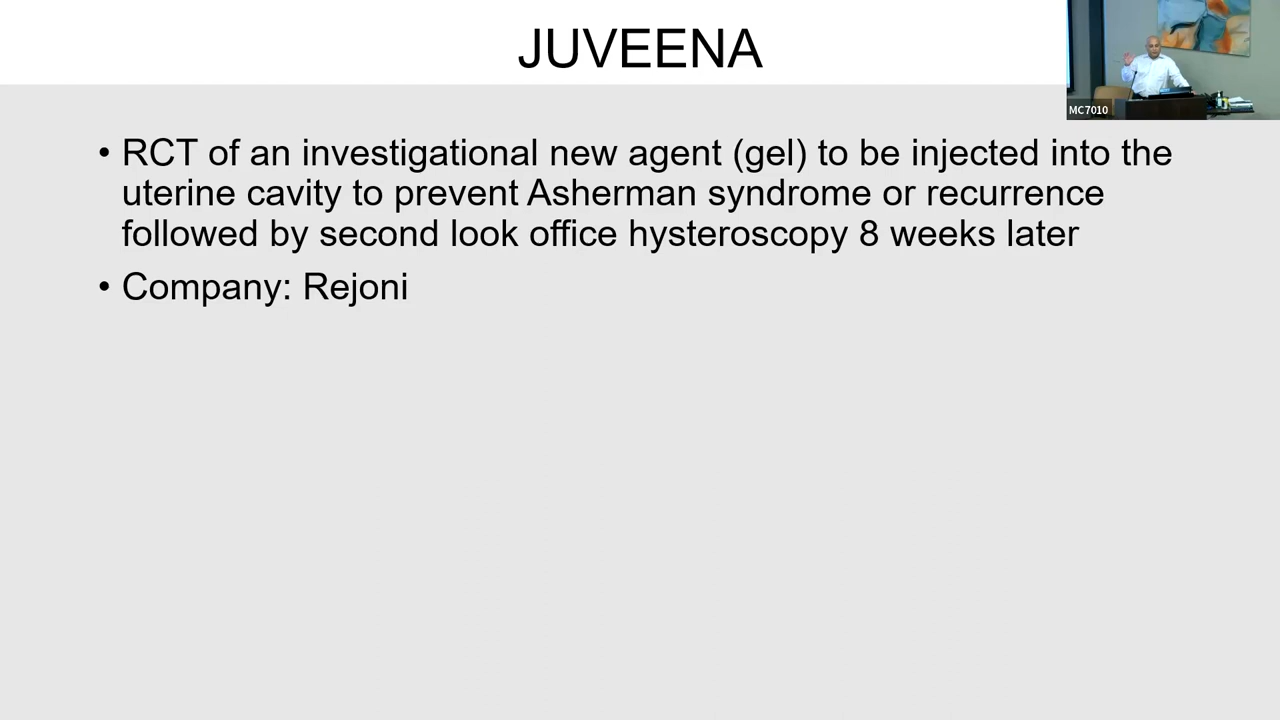 JUVEENA
MC7010
• RCT of an investigational new agent (gel) to be injected into the
uterine cavity to prevent Asherman syndrome or recurrence
followed by second look office hysteroscopy 8 weeks later
• Company: Rejoni